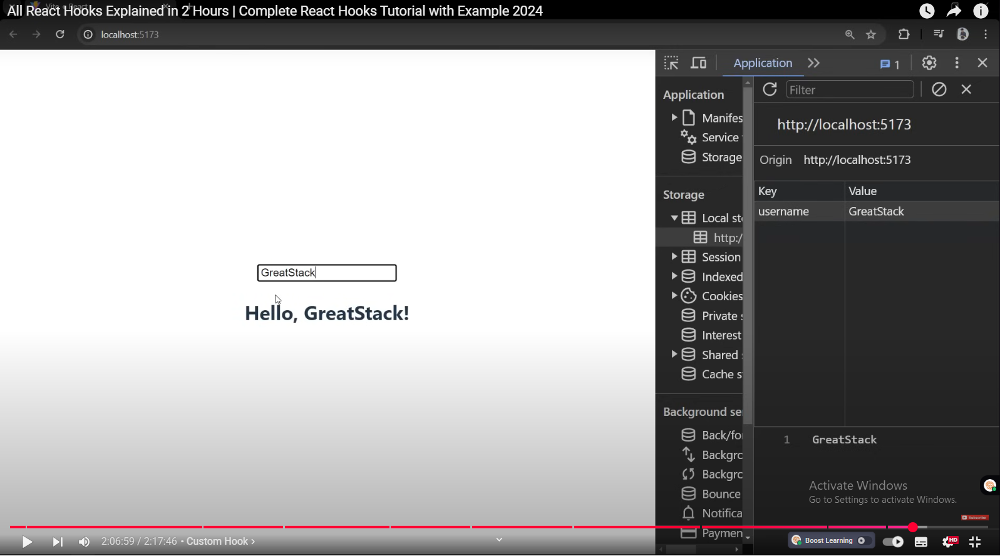 All React Hooks Explained in 2 Hours | Complete React Hooks Tutorial with Example 2024
Vite + React
localhost:5173
Application
1
Application
Manifes
Service
Storage
Storage
Local st
http:/
Session
Indexed
Cookies
Private
Interest
Shared
Cache s
Background se
Back/fo
Backgro
Backgro
Bounce
Notifica
Paymen
Filter
http://localhost:5173
Origin http://localhost:5173
Key Value
username GreatStack
1 GreatStack
GreatStack
Hello, GreatStack!
Activate Windows
Go to Settings to activate Windows.
Subscribe
2:06:59 / 2:17:46 • Custom Hook >
Boost Learning
HD